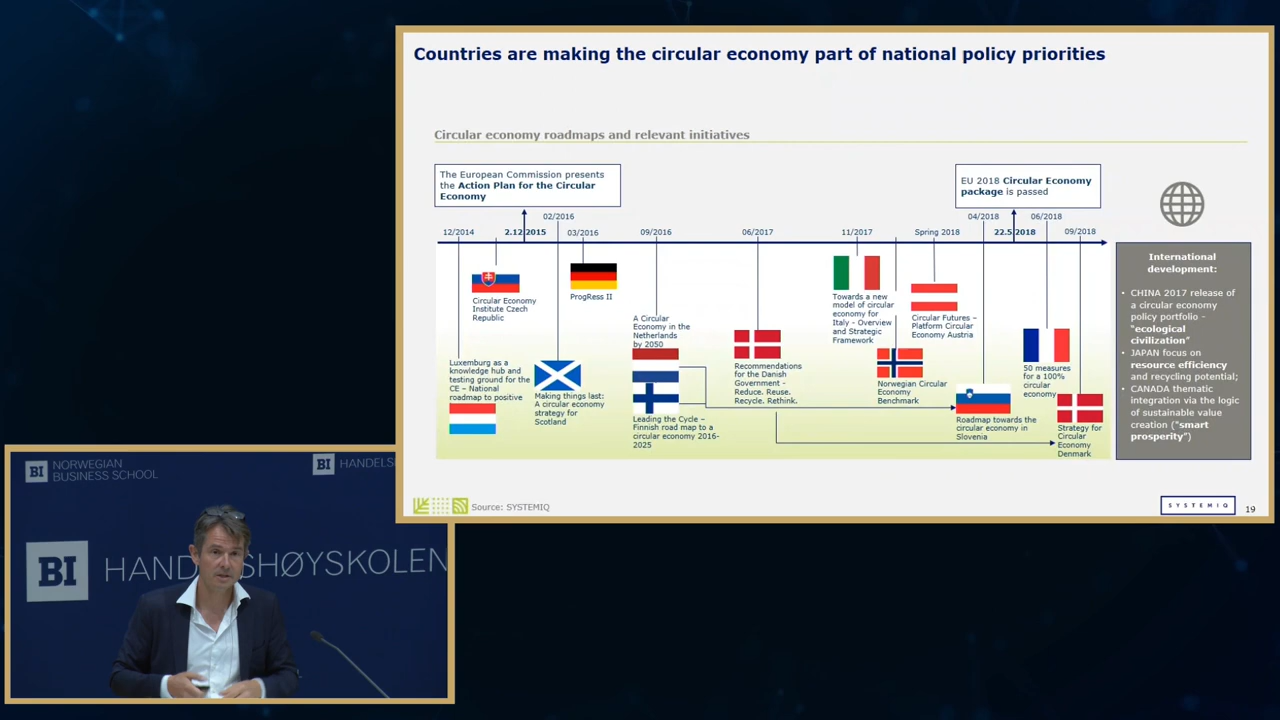 Countries are making the circular economy part of national policy priorities
Circular economy roadmaps and relevant initiatives
The European Commission presents
the Action Plan for the Circular
Economy
EU 2018 Circular Economy
package is passed
12/2014
2.12.2015
02/2016
03/2016
09/2016
06/2017
11/2017
Spring 2018
04/2018
22.5.2018
06/2018
09/2018
Luxemburg as a
knowledge hub and
testing ground for the
CE – National
roadmap to positive
Circular Economy
Institute Czech
Republic
Making things last:
A circular economy
strategy for
Scotland
ProgRess II
A Circular
Economy in the
Netherlands
by 2050
Leading the Cycle –
Finnish road map to a
circular economy 2016-
2025
Recommendations
for the Danish
Government -
Reduce. Reuse.
Recycle. Rethink.
Towards a new
model of circular
economy for
Italy - Overview
and Strategic
Framework
Norwegian Circular
Economy
Benchmark
Circular Futures –
Platform Circular
Economy Austria
Roadmap towards the
circular economy in
Slovenia
50 measures
for a 100%
circular
economy
Strategy for
Circular
Economy
Denmark
International
development:
• CHINA 2017 release of
a circular economy
policy portfolio -
"ecological
civilization"
• JAPAN focus on
resource efficiency
and recycling potential;
• CANADA thematic
integration via the logic
of sustainable value
creation ("smart
prosperity")
Source: SYSTEMIQ
SYSTEMIQ
19
BI NORWEGIAN
BUSINESS SCHOOL
BI HANDELS
BI HANDELSHØYSKOLEN